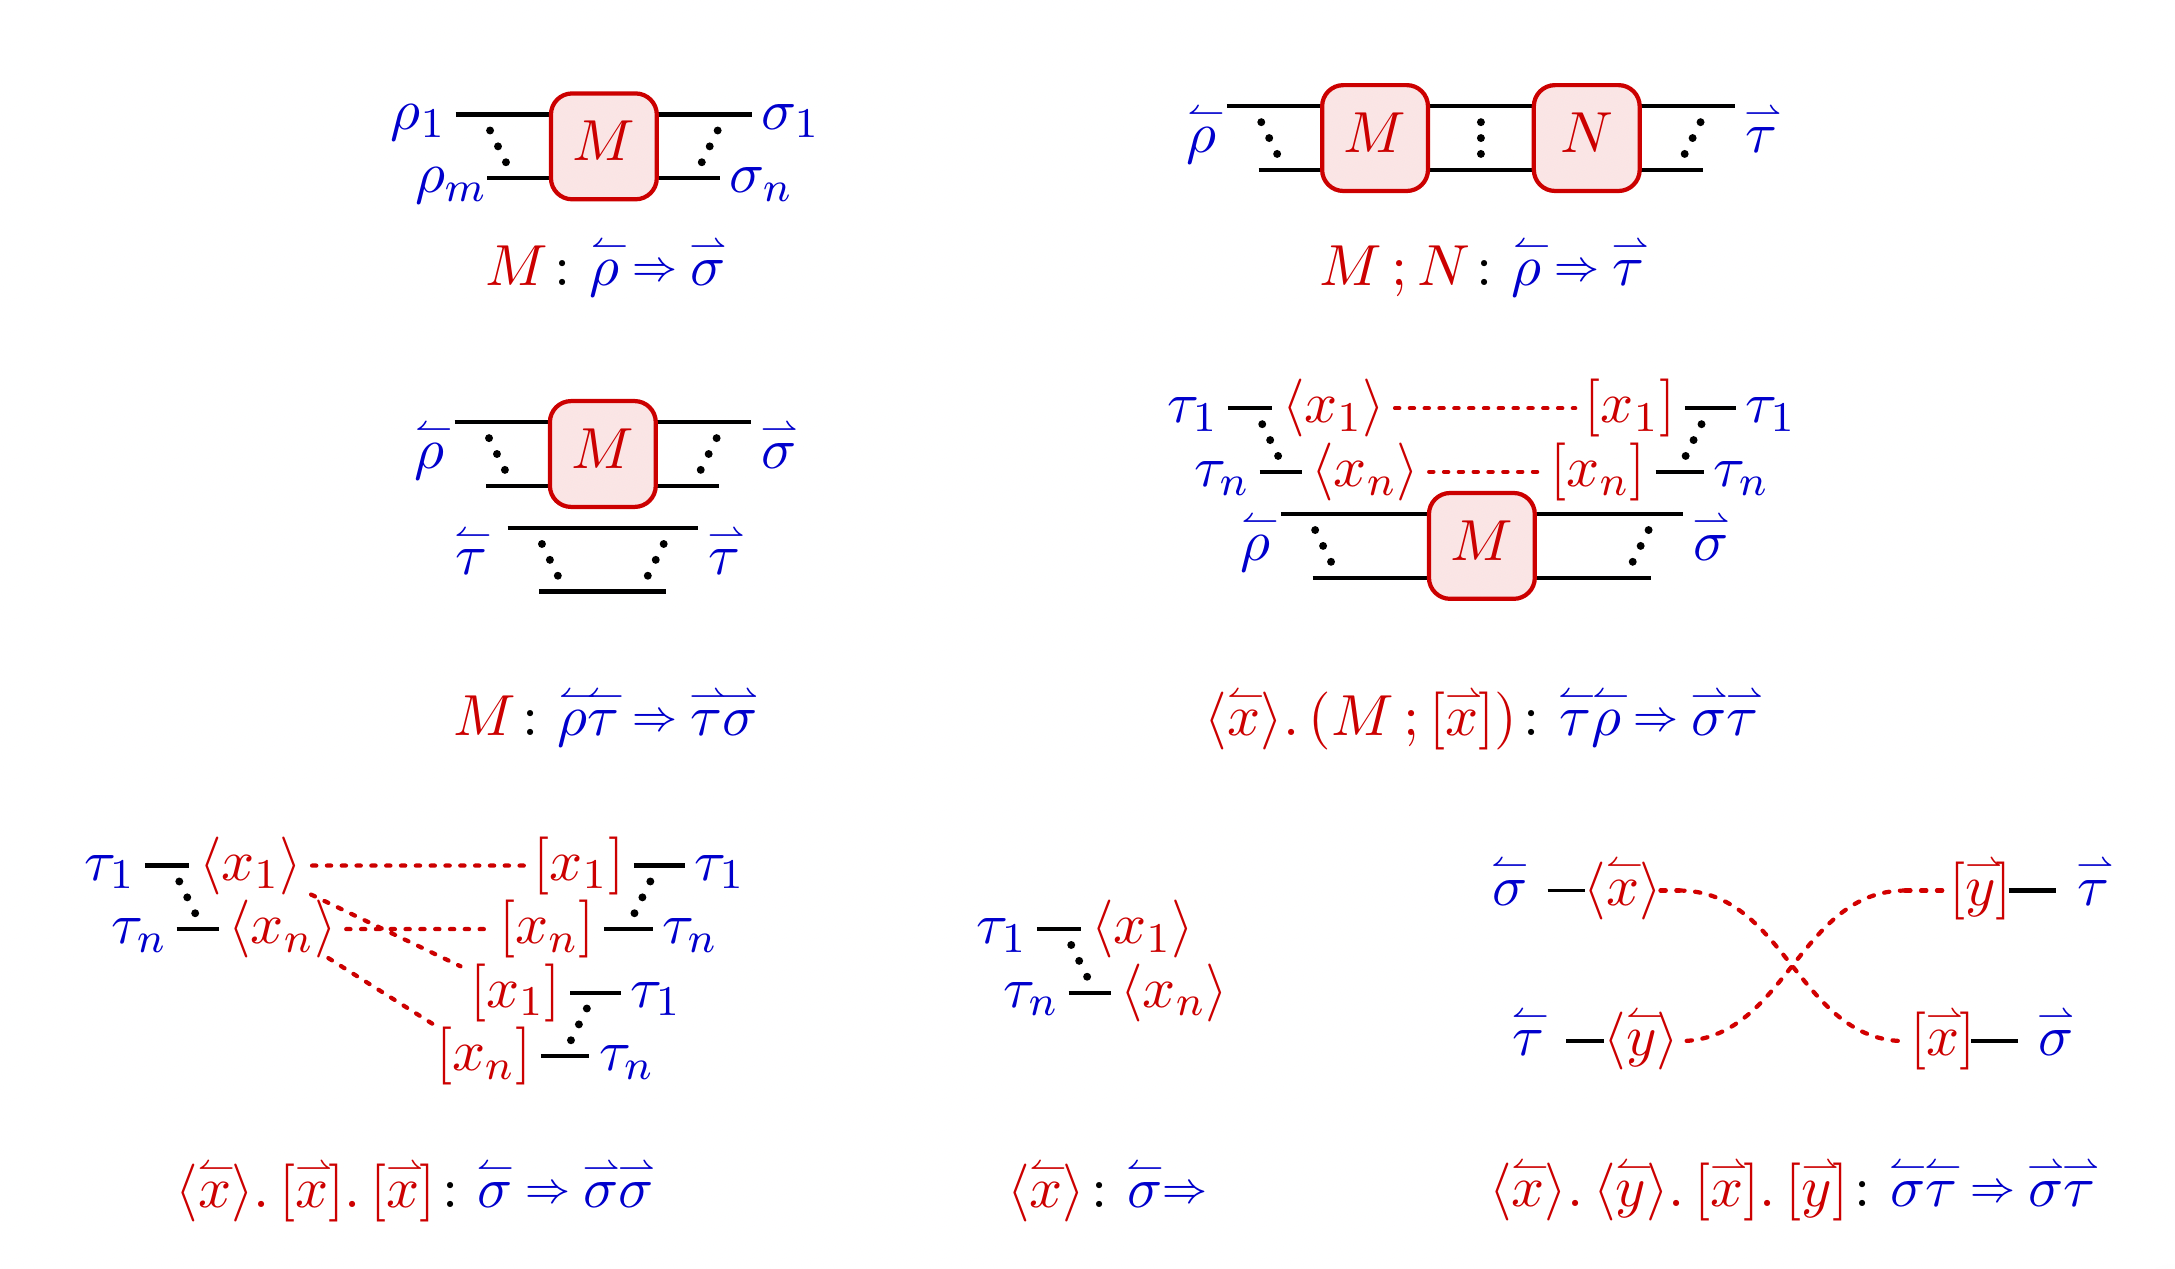 ρ₁ M σ₁
ρₘ σₙ
M : ρ⃖ ⇒ σ⃗
ρ⃖ M N τ⃗
M ; N : ρ⃖ ⇒ τ⃗
ρ⃖ M σ⃗
τ⃖ τ⃗
M : ρ⃖τ⃖ ⇒ τ⃗σ⃗
τ₁ ⟨x₁⟩ [x₁] τ₁
τₙ ⟨xₙ⟩ [xₙ] τₙ
ρ⃖ M σ⃗
⟨x⃖⟩.(M ; [x⃗]) : τ⃖ρ⃖ ⇒ σ⃗τ⃗
τ₁ ⟨x₁⟩ [x₁] τ₁
τₙ ⟨xₙ⟩ [xₙ] τₙ
[x₁] τ₁
[xₙ] τₙ
⟨x⃖⟩.[x⃗].[x⃗] : σ⃖ ⇒ σ⃗σ⃗
τ₁ ⟨x₁⟩
τₙ ⟨xₙ⟩
⟨x⃖⟩ : σ⃖⇒
σ⃖ ⟨x⃖⟩ [y⃗] τ⃗
τ⃖ ⟨y⃖⟩ [x⃗] σ⃗
⟨x⃖⟩.⟨y⃖⟩.[x⃗].[y⃗] : σ⃖τ⃖ ⇒ σ⃗τ⃗